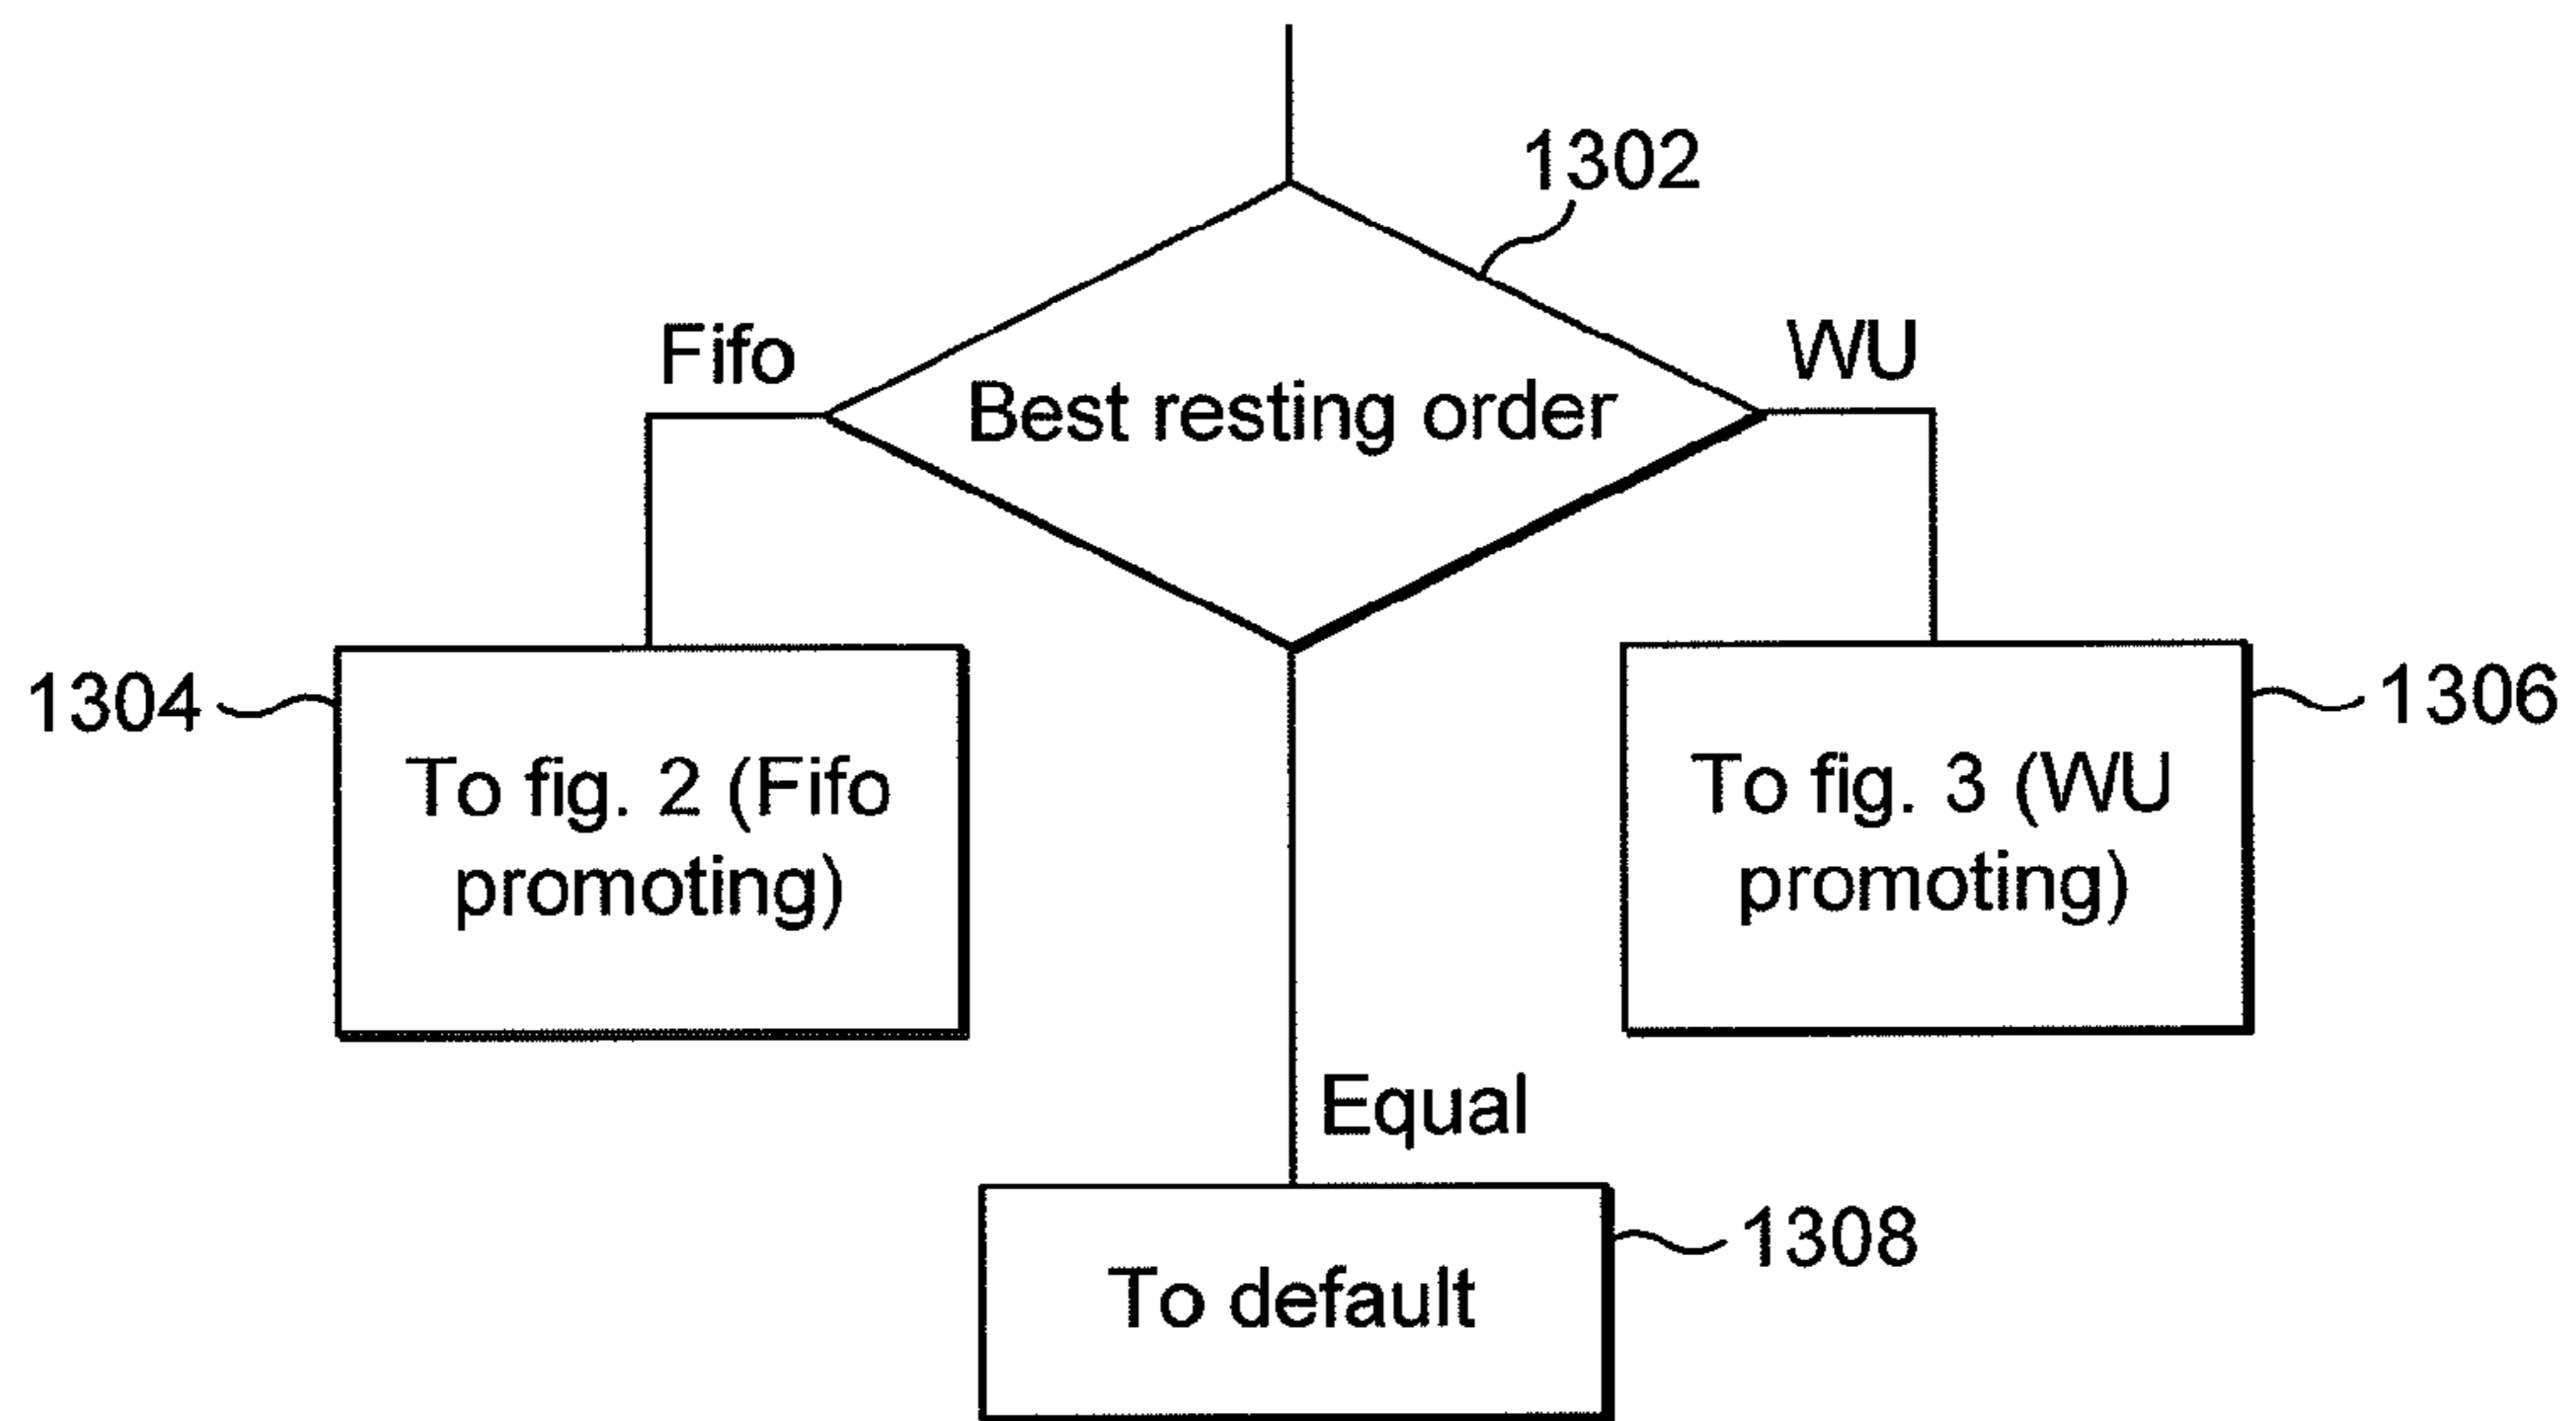 1302
Fifo
WU
Best resting order
1304
1306
To fig. 2 (Fifo
promoting)
To fig. 3 (WU
promoting)
Equal
1308
To default